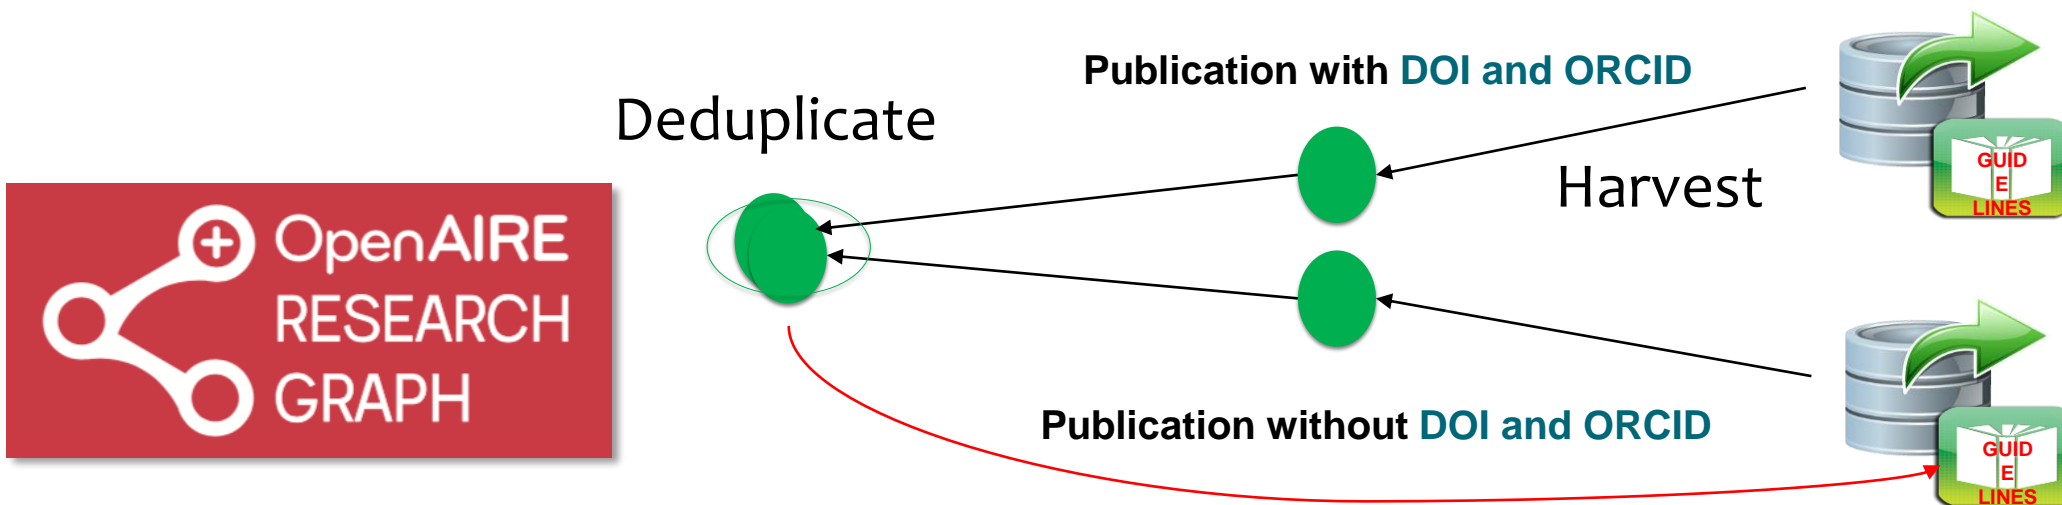 Publication with DOI and ORCID
Deduplicate
GUID
E
LINES
Harvest
OpenAIRE
RESEARCH
GRAPH
Publication without DOI and ORCID
GUID
E
LINES